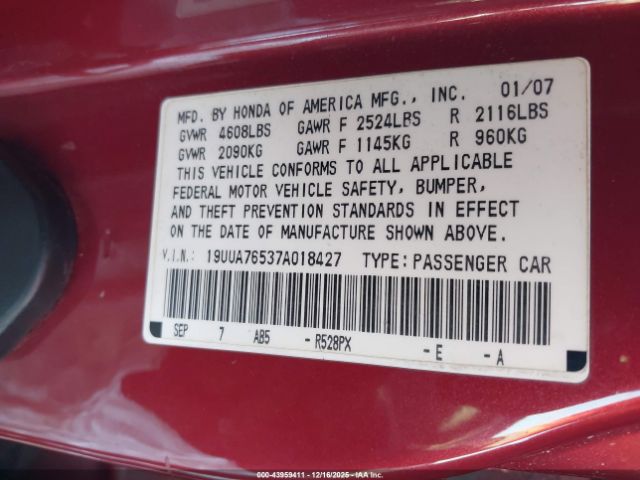 MFD. BY HONDA OF AMERICA MFG., INC. 01/07
GVWR 4608LBS GAWR F 2524LBS R 2116LBS
GVWR 2090KG GAWR F 1145KG R 960KG
THIS VEHICLE CONFORMS TO ALL APPLICABLE
FEDERAL MOTOR VEHICLE SAFETY, BUMPER,
AND THEFT PREVENTION STANDARDS IN EFFECT
ON THE DATE OF MANUFACTURE SHOWN ABOVE.
V.I.N.: 19UUA76537A018427 TYPE: PASSENGER CAR
SEP 7 AB5 - R528PX - E - A
000-43959411 - 12/16/2025 - IAA Inc.